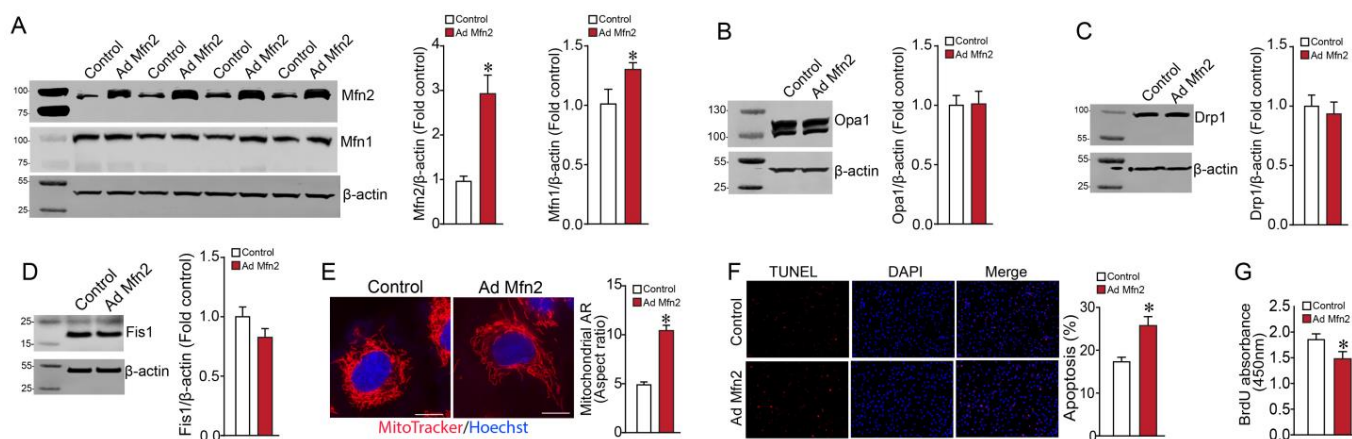 A
Control
Ad Mfn2
Control
Ad Mfn2
Control
Ad Mfn2
Control
Ad Mfn2
100
75
Mfn2
100
75
Mfn1
55
25
β-actin
Control
Ad Mfn2
Mfn2/β-actin (Fold control)
4
3
2
1
0
*
Control
Ad Mfn2
Mfn1/β-actin (Fold control)
1.5
1.0
0.5
0.0
*
B
Control
Ad Mfn2
130
100
Opa1
55
25
β-actin
Control
Ad Mfn2
Opa1/β-actin (Fold control)
1.5
1.0
0.5
0.0
C
Control
Ad Mfn2
100
55
Drp1
55
25
β-actin
Control
Ad Mfn2
Drp1/β-actin (Fold control)
1.5
1.0
0.5
0.0
D
Control
Ad Mfn2
25
15
Fis1
55
25
β-actin
Control
Ad Mfn2
Fis1/β-actin (Fold control)
1.5
1.0
0.5
0.0
E
Control
Ad Mfn2
MitoTracker/Hoechst
Control
Ad Mfn2
Mitochondrial AR
(Aspect ratio)
15
10
5
0
*
F
TUNEL
DAPI
Merge
Control
Ad Mfn2
Control
Ad Mfn2
Apoptosis (%)
30
20
10
0
*
G
Control
Ad Mfn2
BrdU absorbance
(450nm)
2.5
2.0
1.5
1.0
0.5
0.0
*